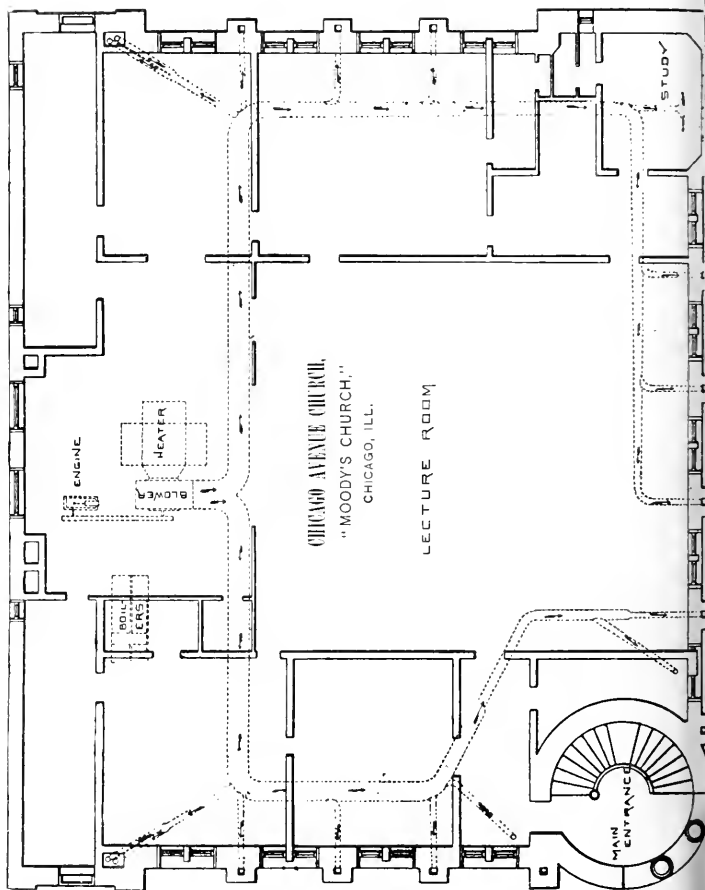 STUDY
ENGINE
HEATER
BLOWER
BOIL-
ERS
CHICAGO AVENUE CHURCH,
"MOODY'S CHURCH,"
CHICAGO, ILL.
LECTURE ROOM
MAIN
ENTRANCE